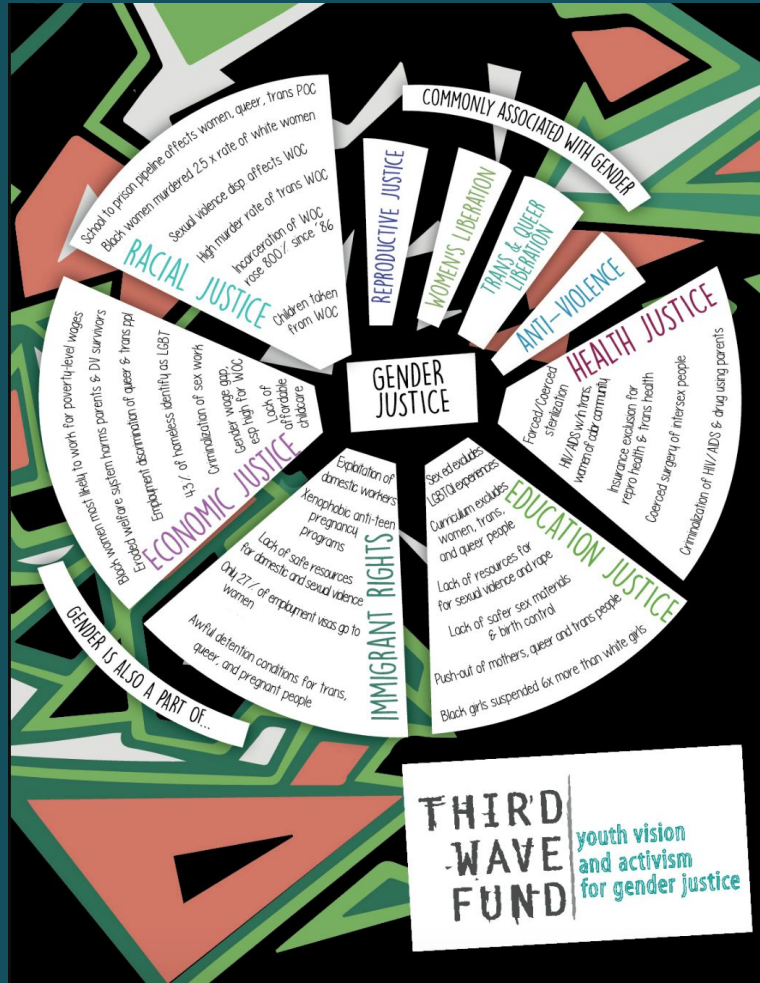 COMMONLY ASSOCIATED WITH GENDER
REPRODUCTIVE JUSTICE
WOMEN'S LIBERATION
TRANS & QUEER
LIBERATION
ANTI-VIOLENCE
GENDER
JUSTICE
School to prison pipeline affects women, queer, trans POC
Black women murdered 2.5 x rate of white women
Sexual violence disp affects WOC
High murder rate of trans WOC
Incarceration of WOC
rose 800% since '86
Children taken
from WOC
RACIAL JUSTICE
HEALTH JUSTICE
Forced/Coerced
sterilization
HIV/AIDS w/n trans,
women of color community
Insurance exclusion for
repro health & trans health
Coerced surgery of intersex people
Criminalization of HIV/AIDS & drug using parents
Black women most likely to work for poverty-level wages
Eroded welfare system harms parents & DV survivors
Employment discrimination of queer & trans ppl
43% of homeless identify as LGBT
Criminalization of sex work
Gender wage gap,
esp high for WOC
Lack of
affordable
childcare
ECONOMIC JUSTICE
Exploitation of
domestic workers
Xenophobic anti-teen
pregnancy
programs
Lack of safe resources
for domestic and sexual violence
Only 27% of employment visas go to
women
Awful detention conditions for trans,
queer, and pregnant people
IMMIGRANT RIGHTS
Sex ed excludes
LGBTQI experiences
Curriculum excludes
women, trans,
and queer people
Lack of resources for
for sexual violence and rape
Lack of safer sex materials
& birth control
Push-out of mothers, queer and trans people
Black girls suspended 6x more than white girls
EDUCATION JUSTICE
GENDER IS ALSO A PART OF...
THIRD
WAVE
FUND
youth vision
and activism
for gender justice